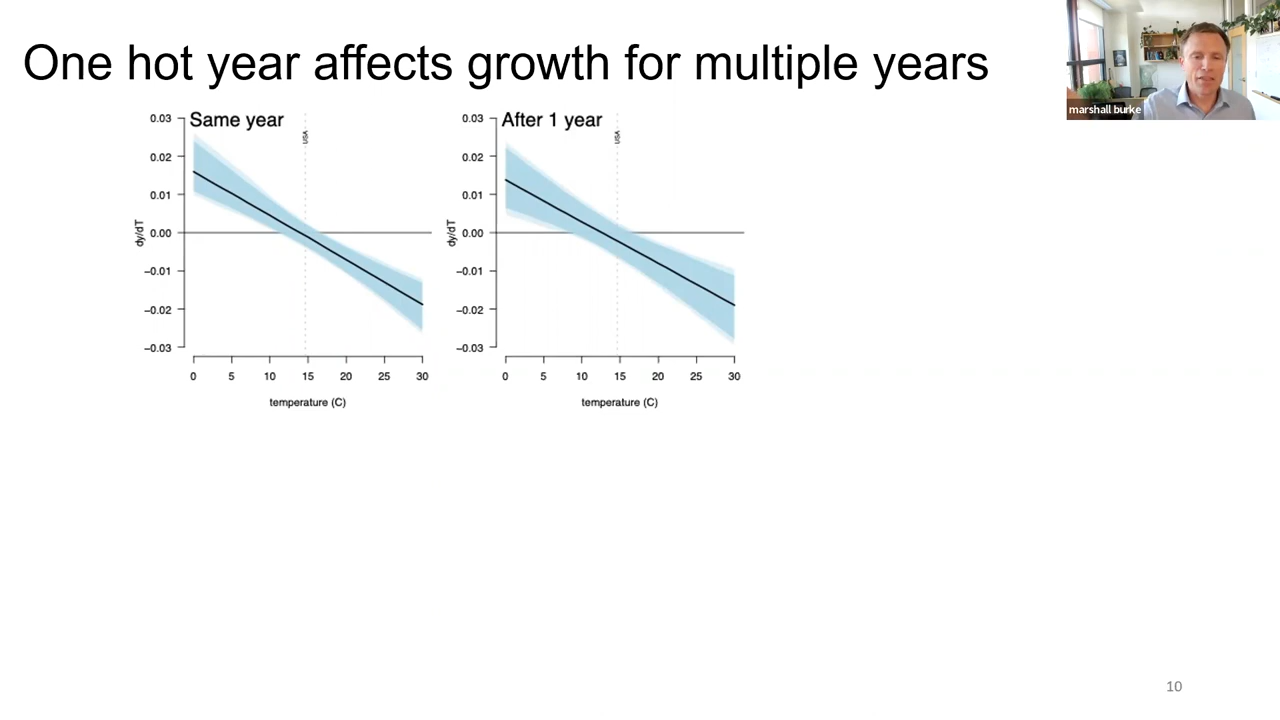 One hot year affects growth for multiple years
marshall burke
Same year
USA
0.03
0.02
0.01
0.00
−0.01
−0.02
−0.03
dy/dT
0 5 10 15 20 25 30
temperature (C)
After 1 year
USA
0.03
0.02
0.01
0.00
−0.01
−0.02
−0.03
dy/dT
0 5 10 15 20 25 30
temperature (C)
10